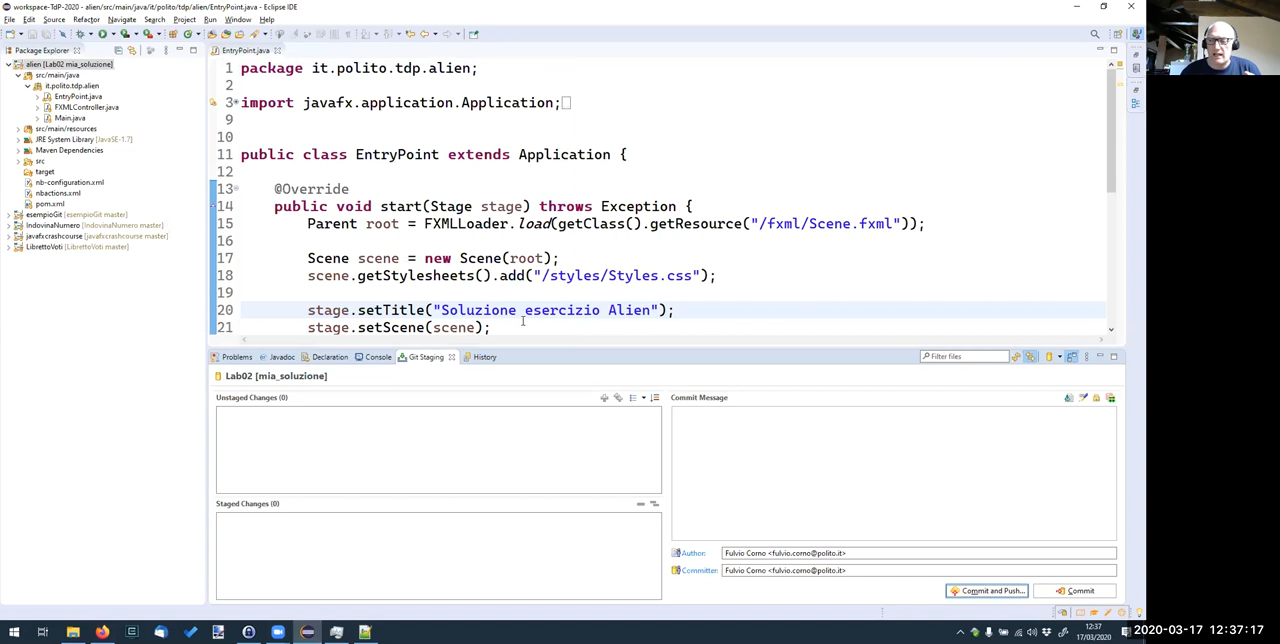 workspace-TdP-2020 - alien/src/main/java/it/polito/tdp/alien/EntryPoint.java - Eclipse IDE
File Edit Source Refactor Navigate Search Project Run Window Help
Package Explorer
alien [Lab02 mia_soluzione]
src/main/java
it.polito.tdp.alien
EntryPoint.java
FXMLController.java
Main.java
src/main/resources
JRE System Library [JavaSE-1.7]
Maven Dependencies
src
target
nb-configuration.xml
nbactions.xml
pom.xml
esempioGit [esempioGit master]
IndovinaNumero [IndovinaNumero master]
javafxcrashcourse [javafxcrashcourse master]
LibrettoVoti [LibrettoVoti master]
EntryPoint.java
1 package it.polito.tdp.alien;
2
3 import javafx.application.Application;
9
10
11 public class EntryPoint extends Application {
12
13 @Override
14 public void start(Stage stage) throws Exception {
15 Parent root = FXMLLoader.load(getClass().getResource("/fxml/Scene.fxml"));
16
17 Scene scene = new Scene(root);
18 scene.getStylesheets().add("/styles/Styles.css");
19
20 stage.setTitle("Soluzione esercizio Alien");
21 stage.setScene(scene);
Problems Javadoc Declaration Console Git Staging History
Filter files
Lab02 [mia_soluzione]
Unstaged Changes (0)
Staged Changes (0)
Commit Message
Author: Fulvio Corno <fulvio.corno@polito.it>
Committer: Fulvio Corno <fulvio.corno@polito.it>
Commit and Push... Commit
12:37
17/03/2020
2020-03-17 12:37:17